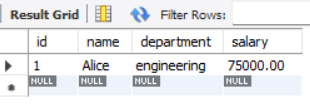 Result Grid Filter Rows:
id name department salary
1 Alice engineering 75000.00
NULL NULL NULL NULL